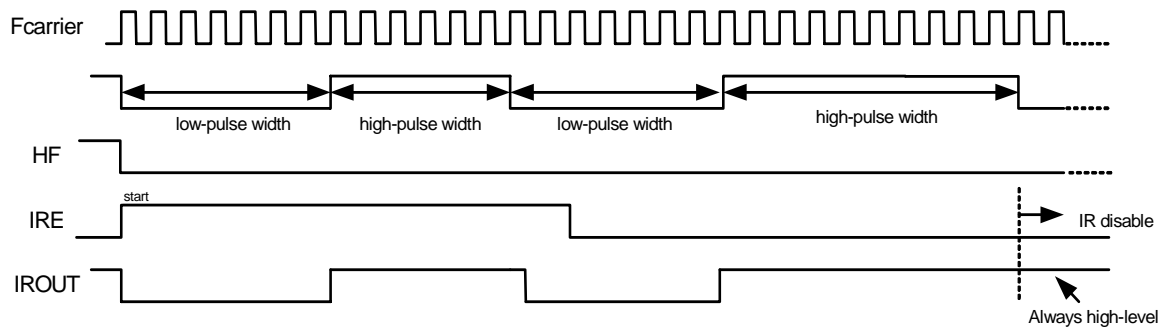 Fcarrier
low-pulse width
high-pulse width
low-pulse width
high-pulse width
HF
start
IRE
IR disable
IROUT
Always high-level